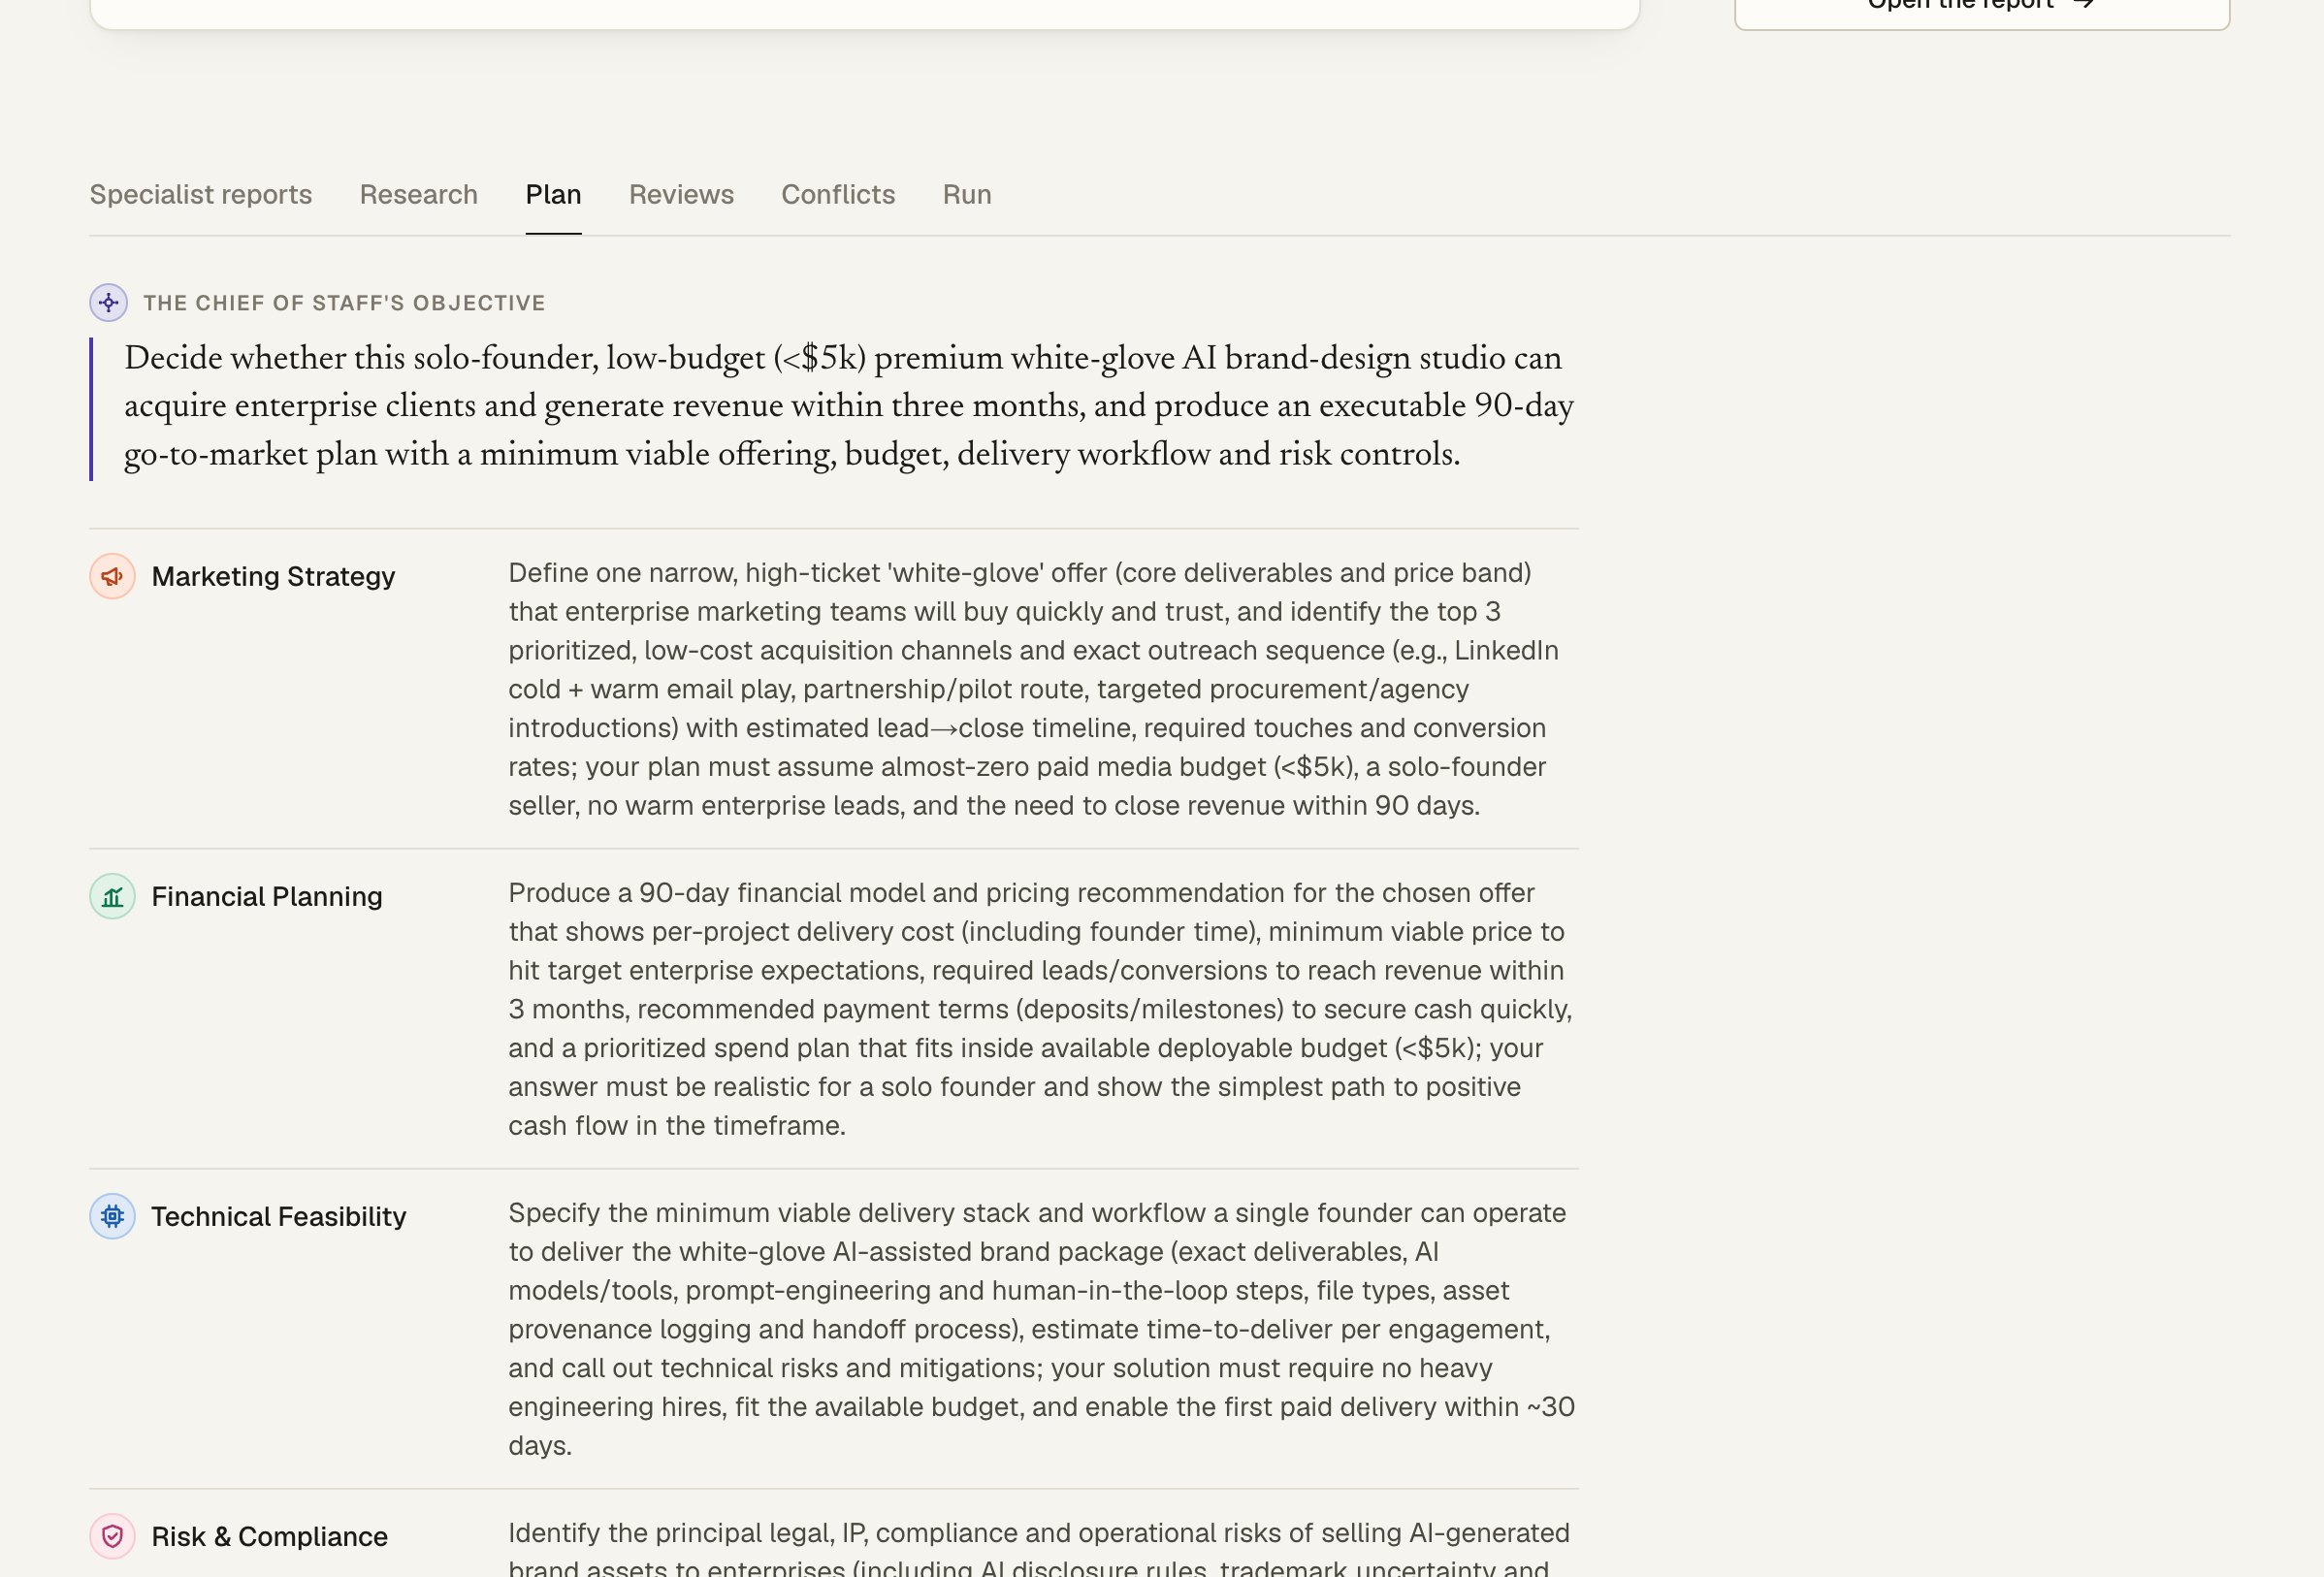 Open the report →
Specialist reports Research Plan Reviews Conflicts Run
THE CHIEF OF STAFF'S OBJECTIVE
Decide whether this solo-founder, low-budget (<$5k) premium white-glove AI brand-design studio can
acquire enterprise clients and generate revenue within three months, and produce an executable 90-day
go-to-market plan with a minimum viable offering, budget, delivery workflow and risk controls.
Marketing Strategy
Define one narrow, high-ticket 'white-glove' offer (core deliverables and price band)
that enterprise marketing teams will buy quickly and trust, and identify the top 3
prioritized, low-cost acquisition channels and exact outreach sequence (e.g., LinkedIn
cold + warm email play, partnership/pilot route, targeted procurement/agency
introductions) with estimated lead→close timeline, required touches and conversion
rates; your plan must assume almost-zero paid media budget (<$5k), a solo-founder
seller, no warm enterprise leads, and the need to close revenue within 90 days.
Financial Planning
Produce a 90-day financial model and pricing recommendation for the chosen offer
that shows per-project delivery cost (including founder time), minimum viable price to
hit target enterprise expectations, required leads/conversions to reach revenue within
3 months, recommended payment terms (deposits/milestones) to secure cash quickly,
and a prioritized spend plan that fits inside available deployable budget (<$5k); your
answer must be realistic for a solo founder and show the simplest path to positive
cash flow in the timeframe.
Technical Feasibility
Specify the minimum viable delivery stack and workflow a single founder can operate
to deliver the white-glove AI-assisted brand package (exact deliverables, AI
models/tools, prompt-engineering and human-in-the-loop steps, file types, asset
provenance logging and handoff process), estimate time-to-deliver per engagement,
and call out technical risks and mitigations; your solution must require no heavy
engineering hires, fit the available budget, and enable the first paid delivery within ~30
days.
Risk & Compliance
Identify the principal legal, IP, compliance and operational risks of selling AI-generated
brand assets to enterprises (including AI disclosure rules, trademark uncertainty and